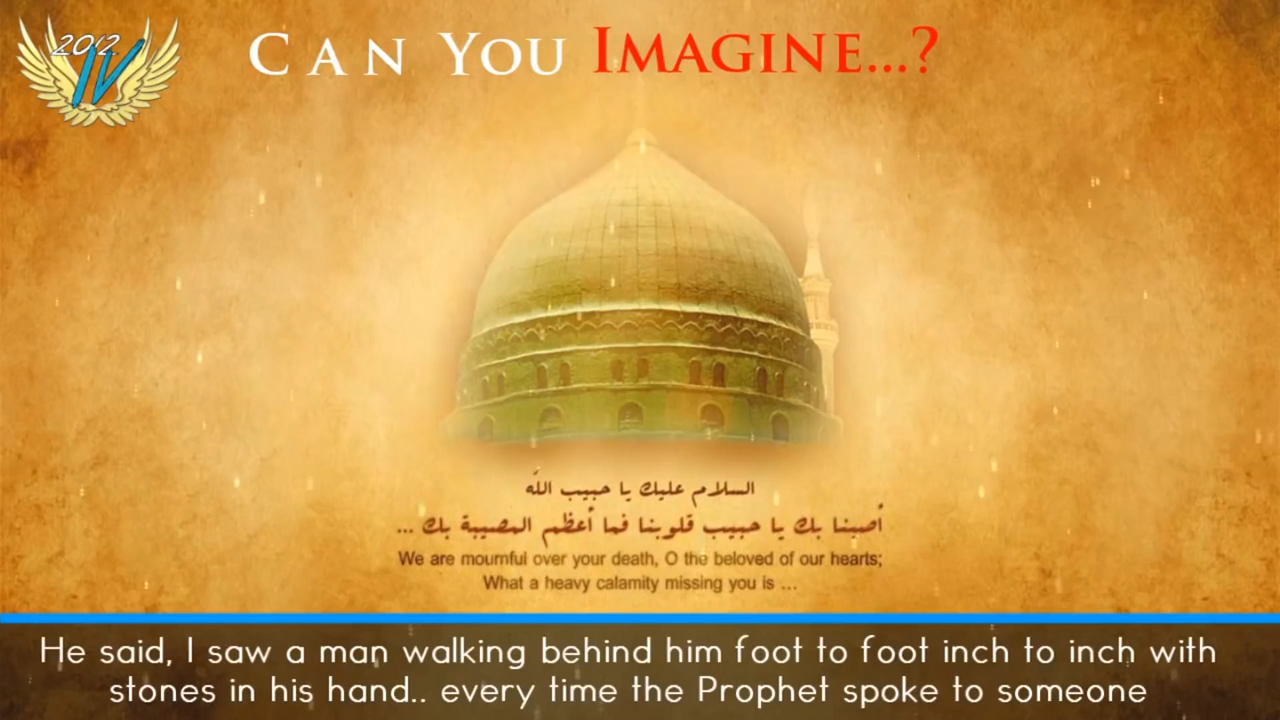 2012
IV
CAN YOU IMAGINE...?
السلام عليك يا حبيب الله
أصبنا بك يا حبيب قلوبنا فما أعظم المصيبة بك ...
We are mournful over your death, O the beloved of our hearts;
What a heavy calamity missing you is ...
He said, I saw a man walking behind him foot to foot inch to inch with
stones in his hand.. every time the Prophet spoke to someone